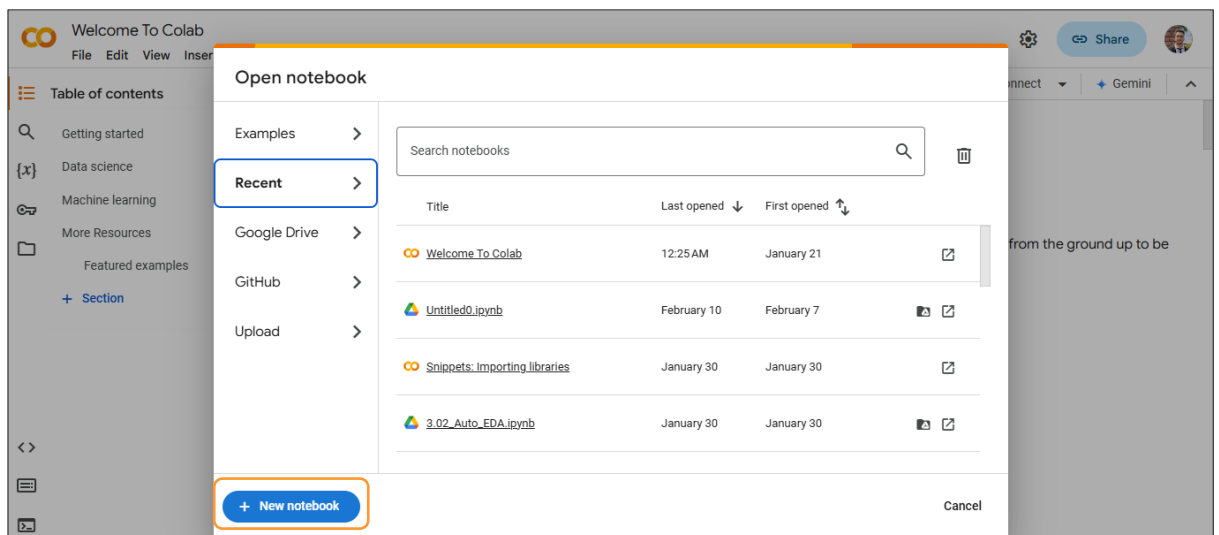 Welcome To Colab
File Edit View Inser
Share
Table of contents
nnect
Gemini
Getting started
Data science
Machine learning
More Resources
Featured examples
+ Section
{x}
Open notebook
Examples
Recent
Google Drive
GitHub
Upload
Search notebooks
Title Last opened First opened
Welcome To Colab 12:25 AM January 21
Untitled0.ipynb February 10 February 7
Snippets: Importing libraries January 30 January 30
3.02_Auto_EDA.ipynb January 30 January 30
from the ground up to be
+ New notebook
Cancel